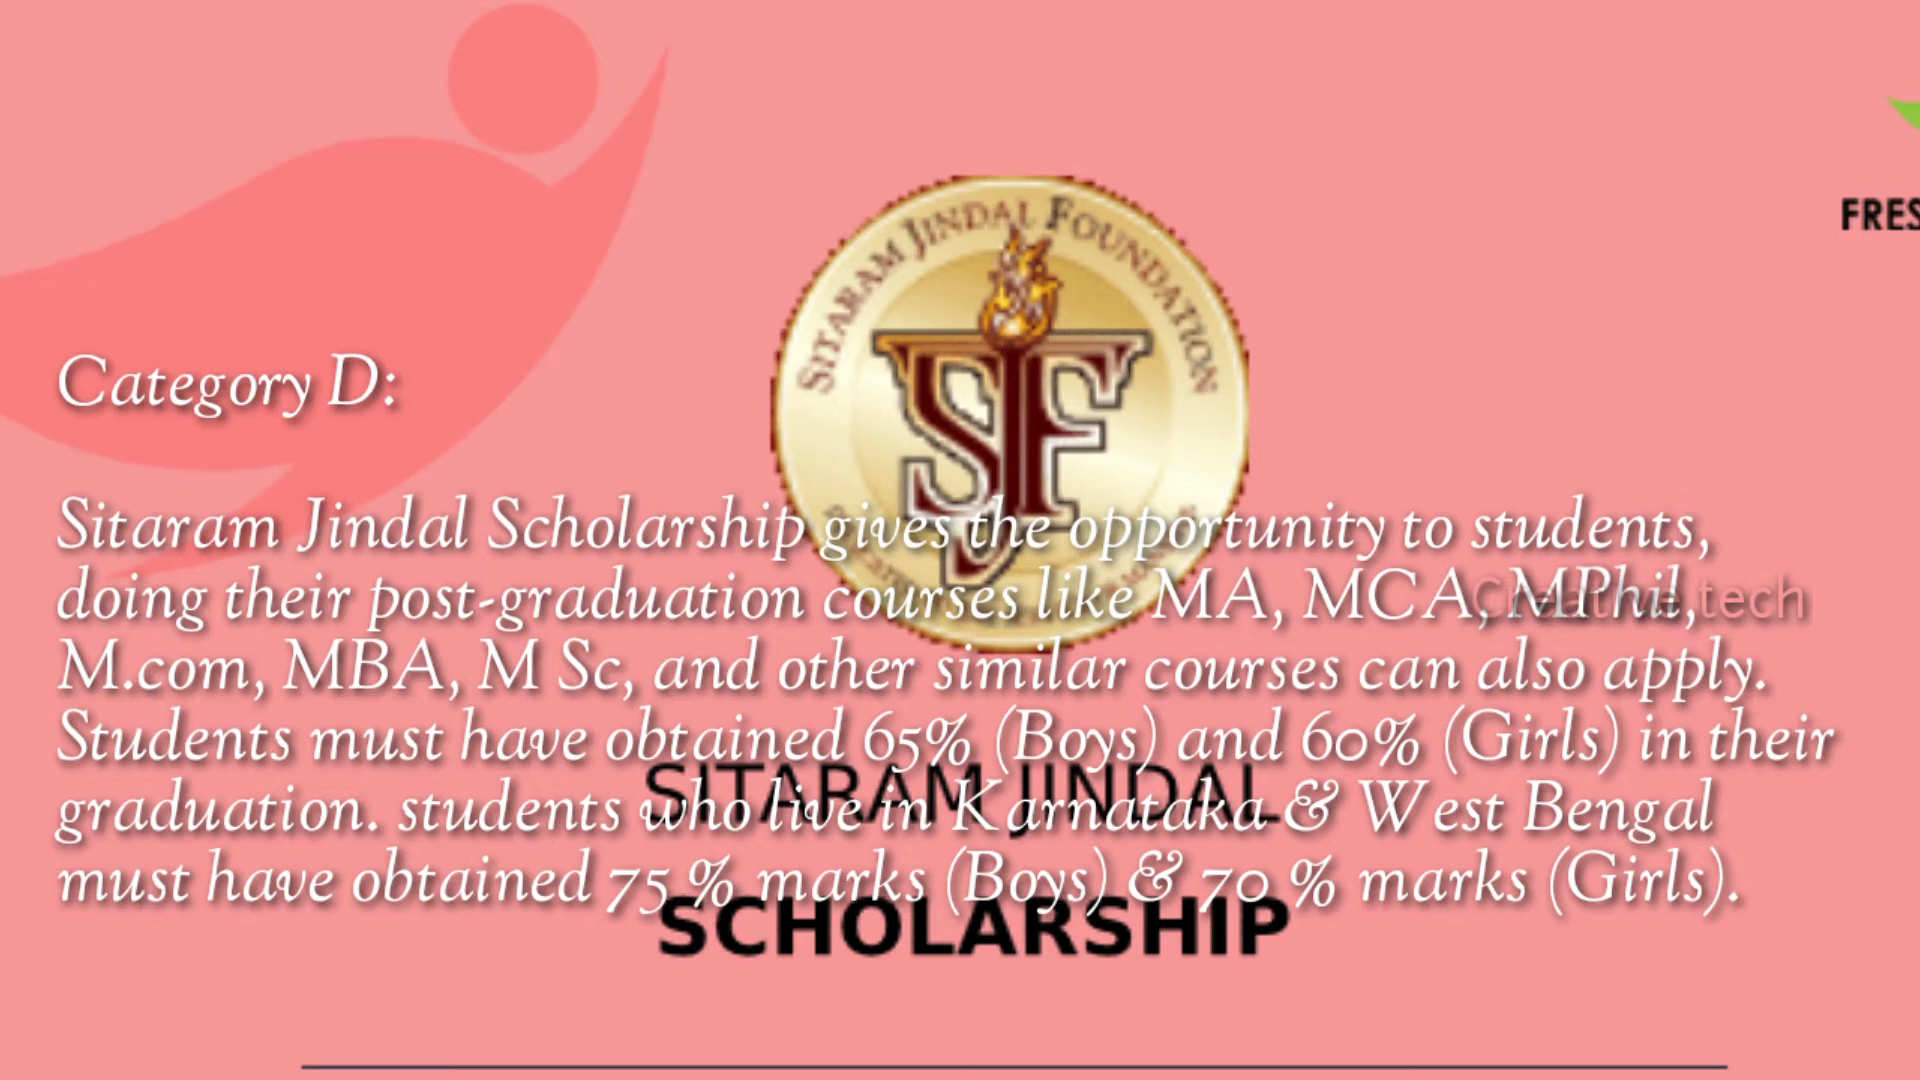 FRES
SITARAM JINDAL FOUNDATION
SJF
Category D:
Sitaram Jindal Scholarship gives the opportunity to students,
doing their post-graduation courses like MA, MCA, MPhil,
Creative tech
M.com, MBA, M Sc, and other similar courses can also apply.
Students must have obtained 65% (Boys) and 60% (Girls) in their
graduation. students who live in Karnataka & West Bengal
must have obtained 75 % marks (Boys) & 70 % marks (Girls).
SITARAM JINDAL
SCHOLARSHIP